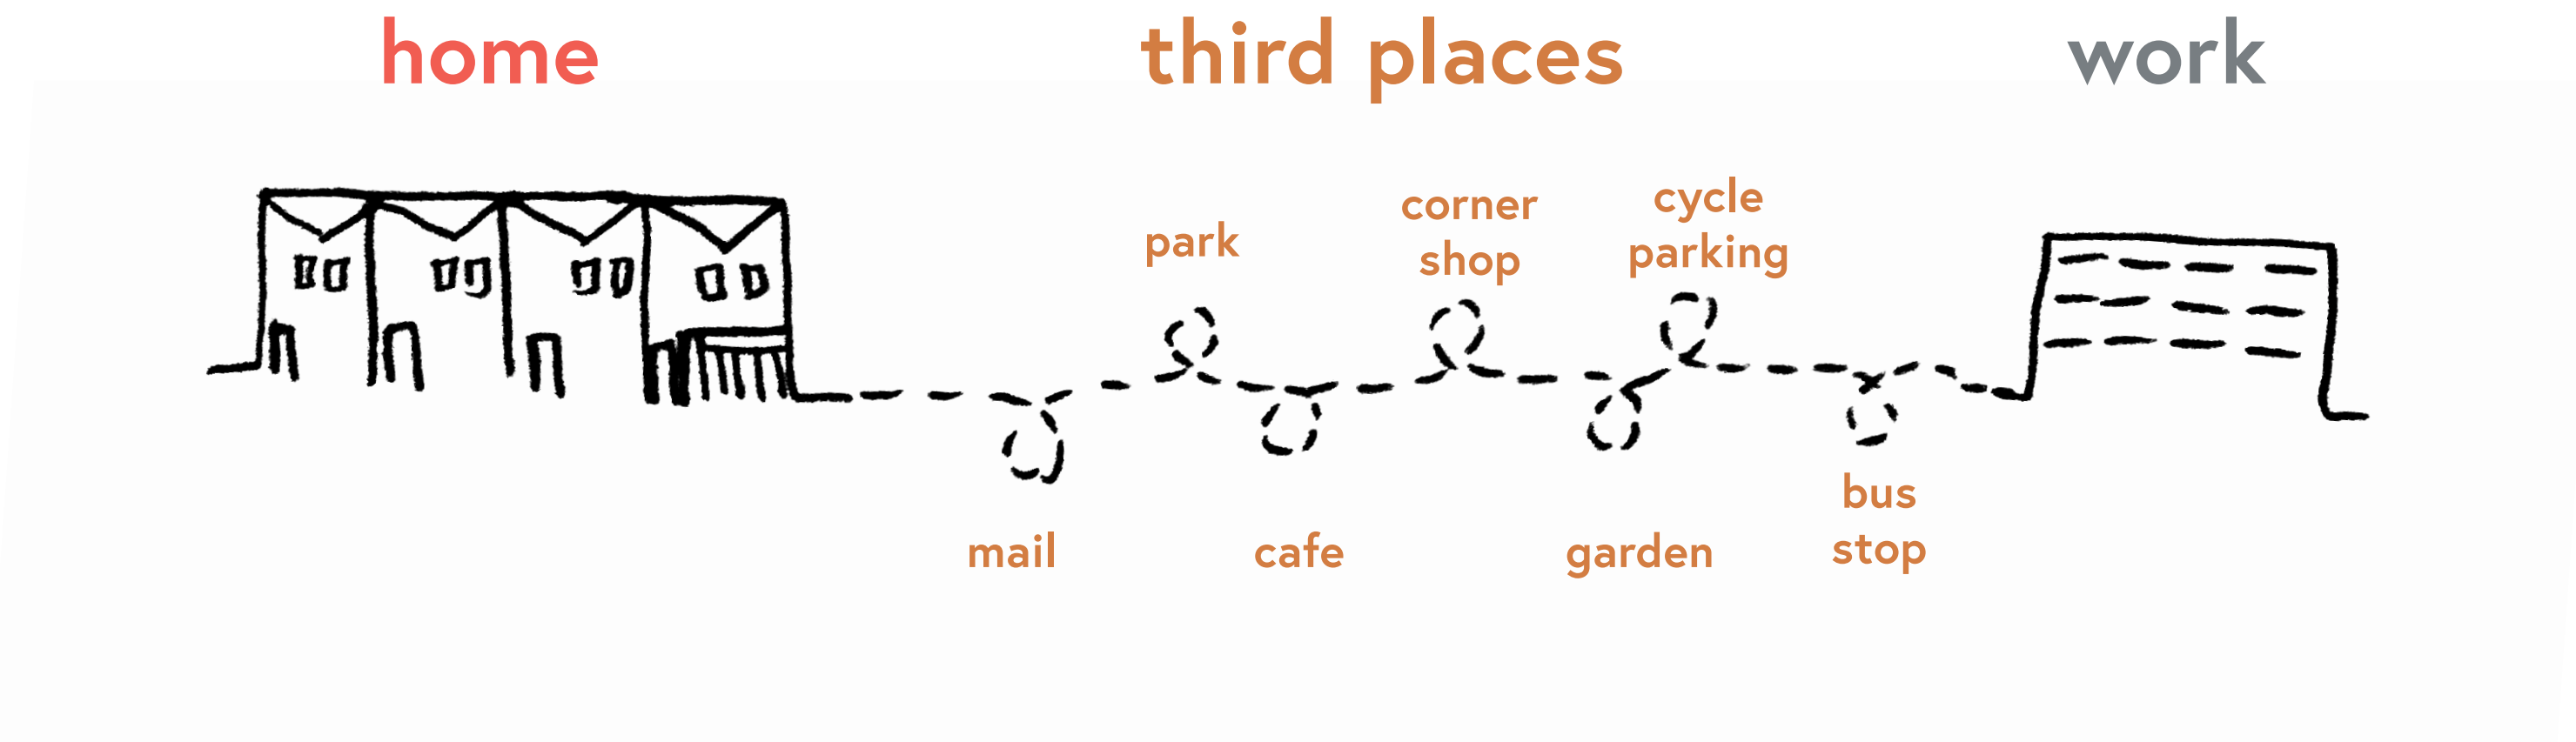 home
third places
work
park
corner
shop
cycle
parking
mail
cafe
garden
bus
stop